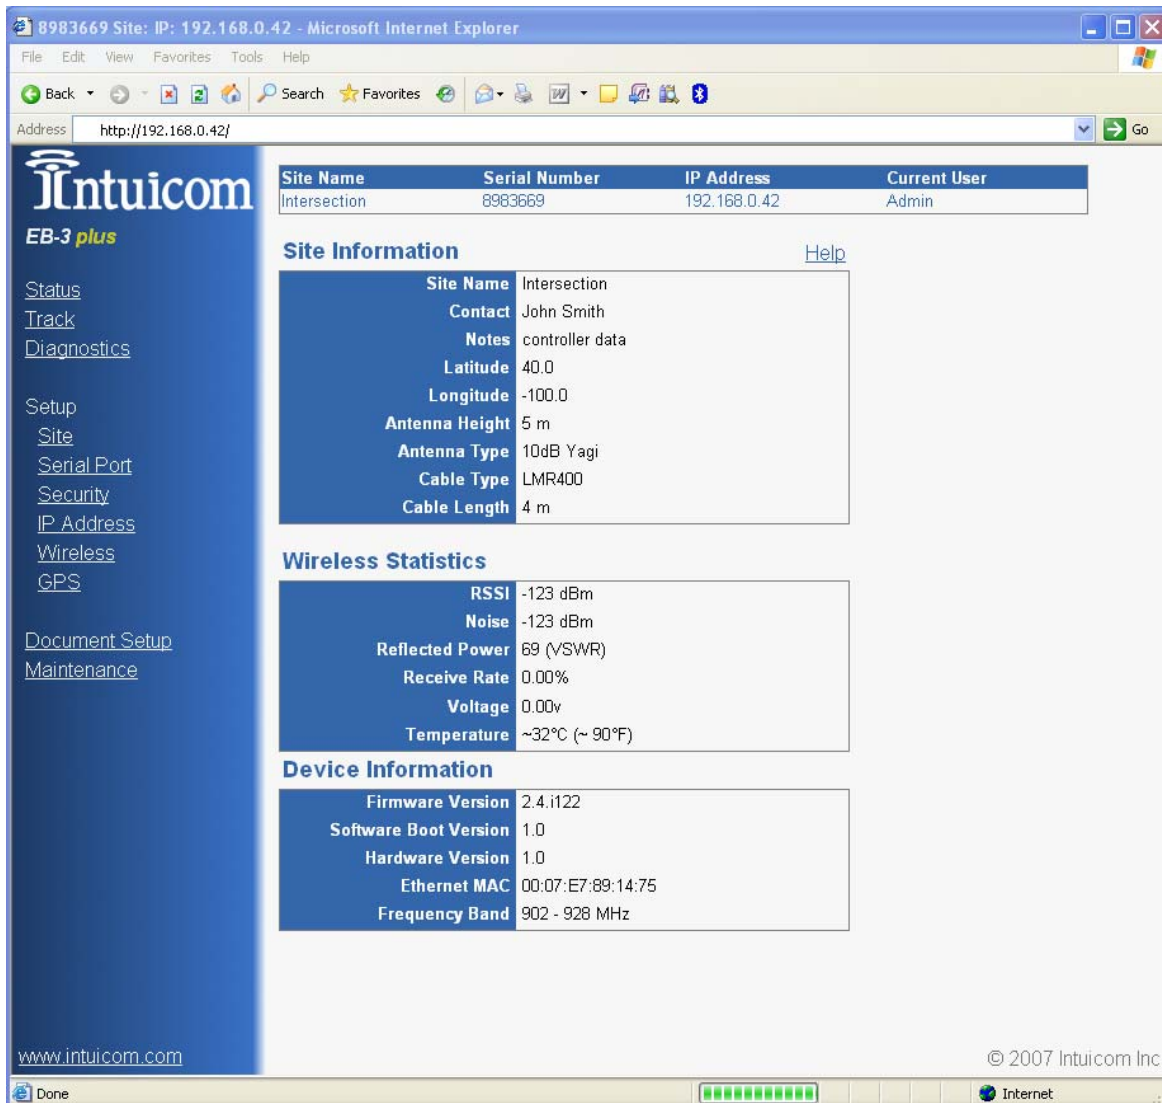 8983669 Site: IP: 192.168.0.42 - Microsoft Internet Explorer
File Edit View Favorites Tools Help
Back Search Favorites
Address http://192.168.0.42/ Go
Intuicom
EB-3 plus
Status
Track
Diagnostics
Setup
Site
Serial Port
Security
IP Address
Wireless
GPS
Document Setup
Maintenance
www.intuicom.com
Site Name Serial Number IP Address Current User
Intersection 8983669 192.168.0.42 Admin
Site Information Help
Site Name Intersection
Contact John Smith
Notes controller data
Latitude 40.0
Longitude -100.0
Antenna Height 5 m
Antenna Type 10dB Yagi
Cable Type LMR400
Cable Length 4 m
Wireless Statistics
RSSI -123 dBm
Noise -123 dBm
Reflected Power 69 (VSWR)
Receive Rate 0.00%
Voltage 0.00v
Temperature ~32°C (~ 90°F)
Device Information
Firmware Version 2.4.i122
Software Boot Version 1.0
Hardware Version 1.0
Ethernet MAC 00:07:E7:89:14:75
Frequency Band 902 - 928 MHz
© 2007 Intuicom Inc
Done Internet